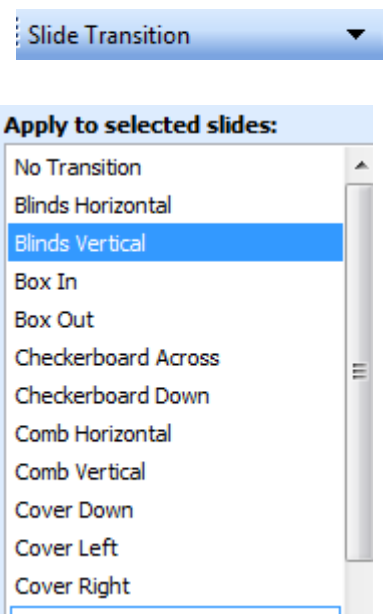 Slide Transition
Apply to selected slides:
No Transition
Blinds Horizontal
Blinds Vertical
Box In
Box Out
Checkerboard Across
Checkerboard Down
Comb Horizontal
Comb Vertical
Cover Down
Cover Left
Cover Right